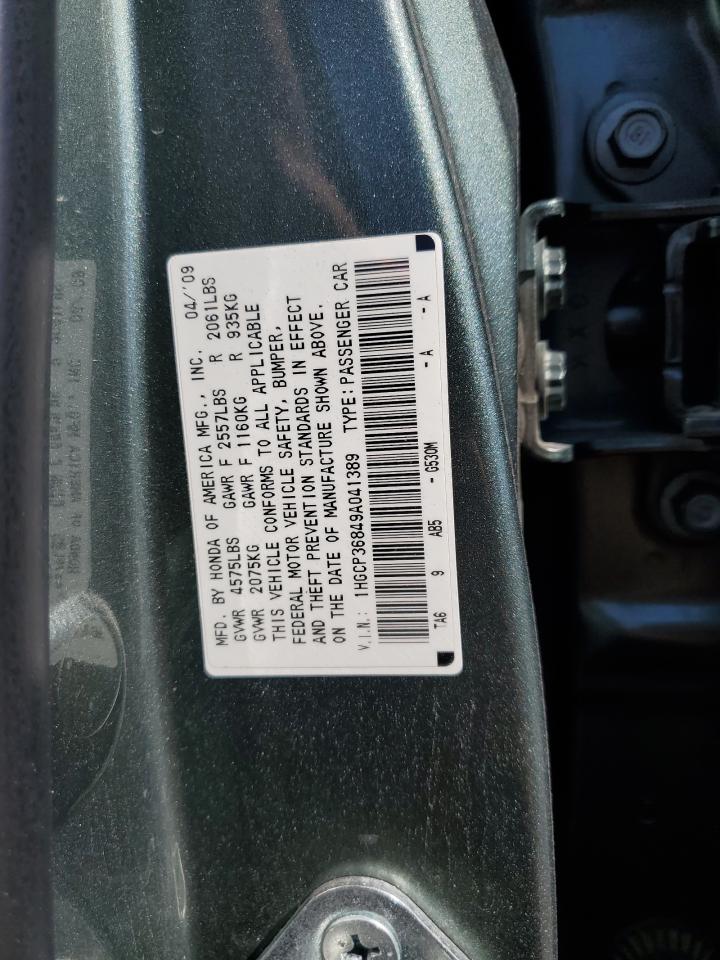 MFD. BY HONDA OF AMERICA MFG., INC. 04/'09
GVWR 4575LBS GAWR F 2557LBS R 2061LBS
GVWR 2075KG GAWR F 1160KG R 935KG
THIS VEHICLE CONFORMS TO ALL APPLICABLE
FEDERAL MOTOR VEHICLE SAFETY, BUMPER,
AND THEFT PREVENTION STANDARDS IN EFFECT
ON THE DATE OF MANUFACTURE SHOWN ABOVE.
V.I.N.: 1HGCP36849A041389 TYPE: PASSENGER CAR
TA6 9 AB5 - G530M - A - A